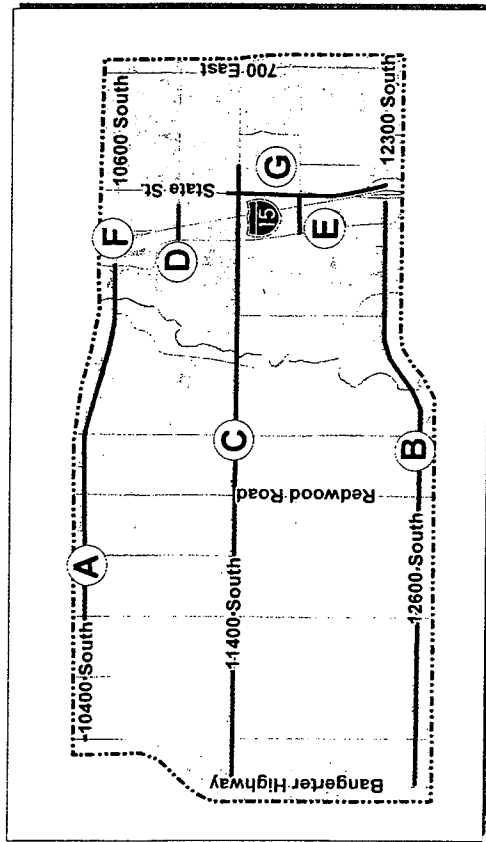 700 East
10600 South
12300 South
State St.
F
G
15
D
E
C
B
Redwood Road
A
10400 South
11400 South
12600 South
Bangerter Highway